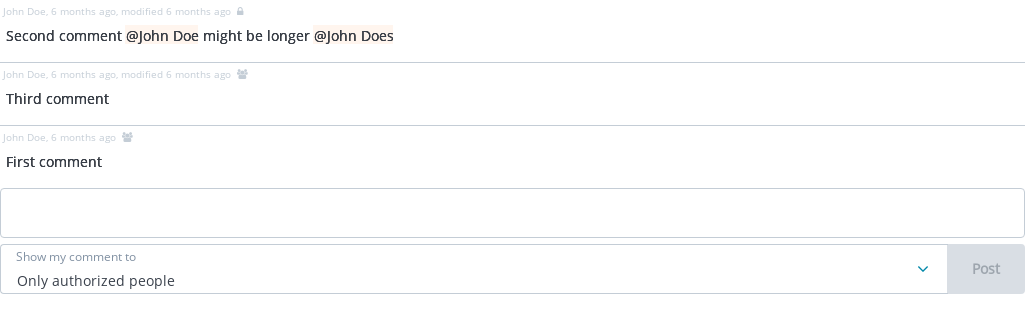 John Doe, 6 months ago, modified 6 months ago
Second comment @John Doe might be longer @John Does
John Doe, 6 months ago, modified 6 months ago
Third comment
John Doe, 6 months ago
First comment
Show my comment to
Only authorized people
Post